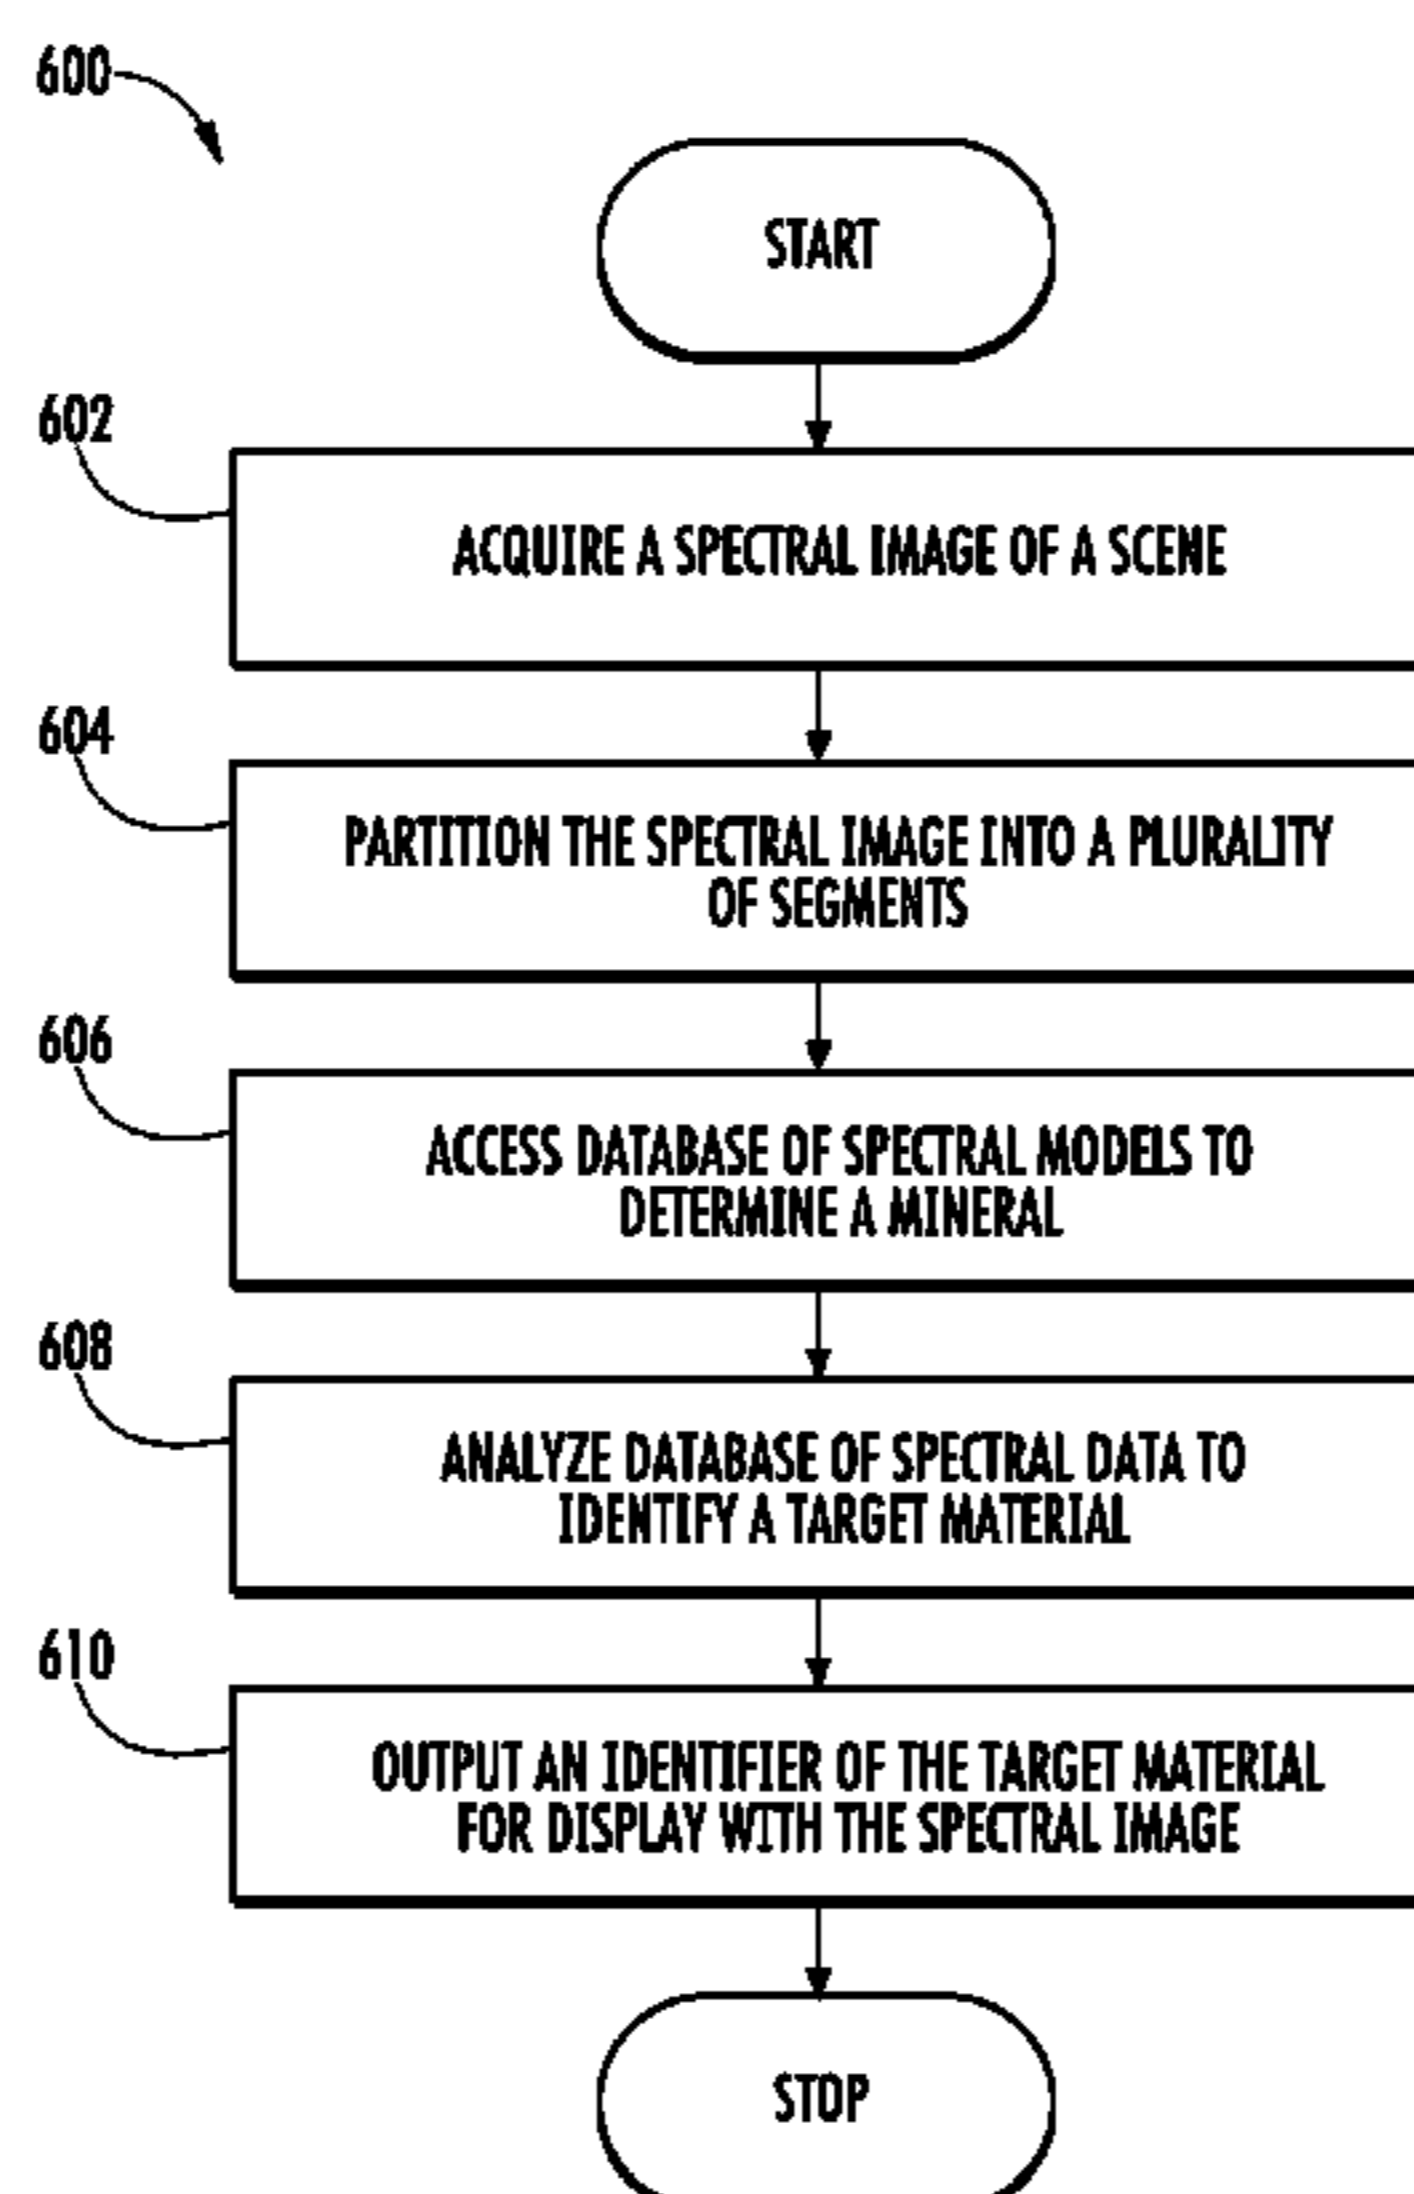 600
START
602
ACQUIRE A SPECTRAL IMAGE OF A SCENE
604
PARTITION THE SPECTRAL IMAGE INTO A PLURALITY
OF SEGMENTS
606
ACCESS DATABASE OF SPECTRAL MODELS TO
DETERMINE A MINERAL
608
ANALYZE DATABASE OF SPECTRAL DATA TO
IDENTIFY A TARGET MATERIAL
610
OUTPUT AN IDENTIFIER OF THE TARGET MATERIAL
FOR DISPLAY WITH THE SPECTRAL IMAGE
STOP